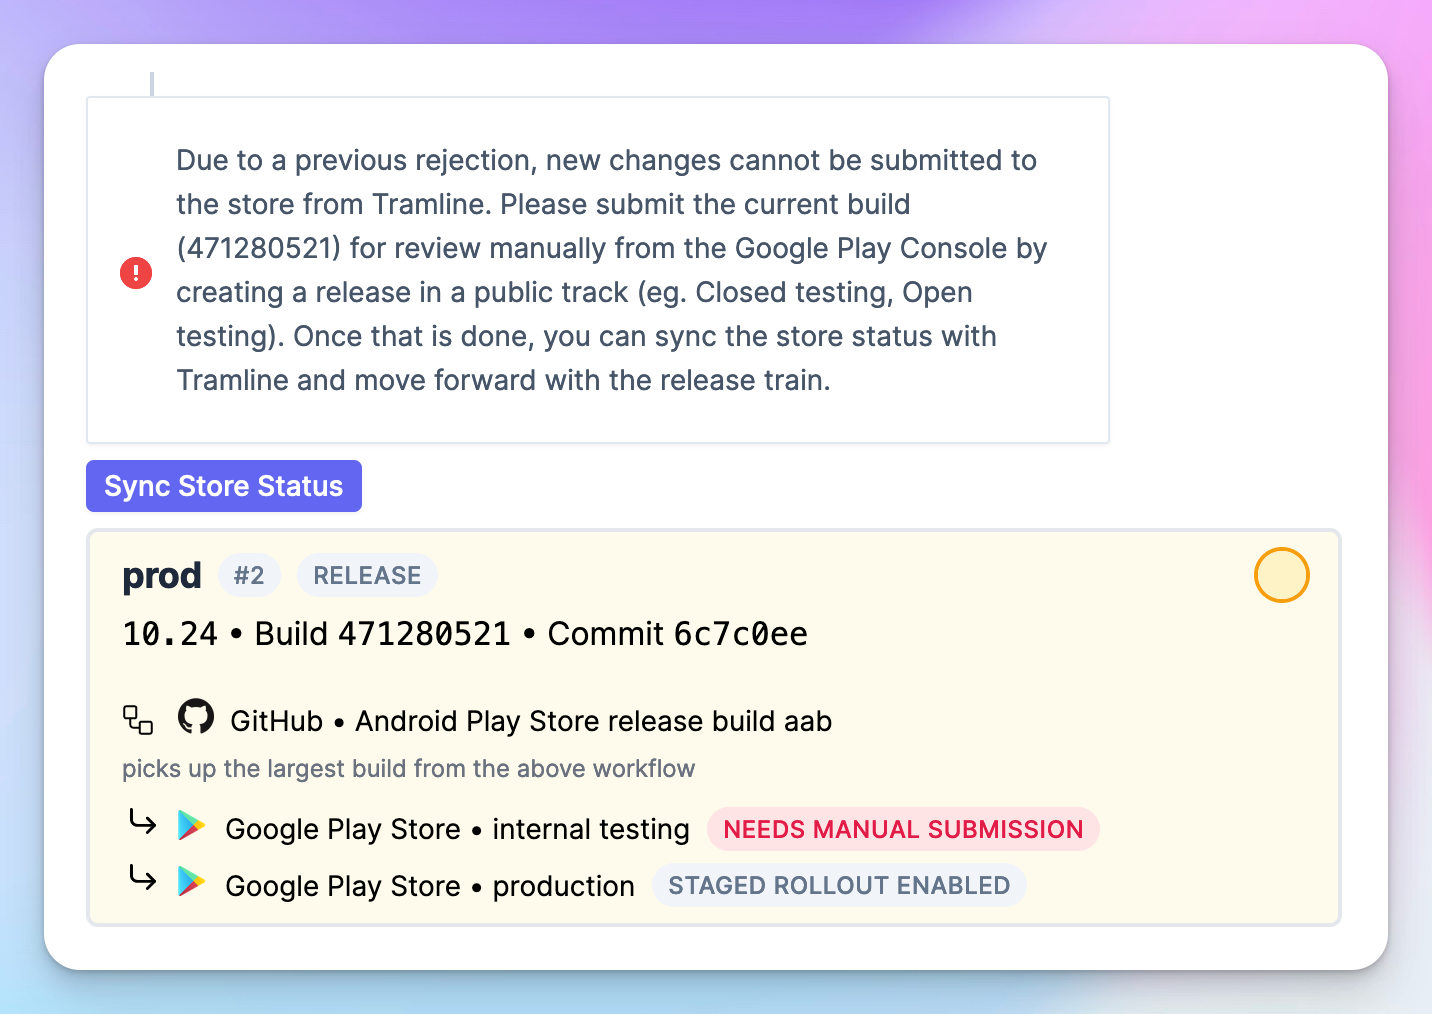 Due to a previous rejection, new changes cannot be submitted to
the store from Tramline. Please submit the current build
(471280521) for review manually from the Google Play Console by
creating a release in a public track (eg. Closed testing, Open
testing). Once that is done, you can sync the store status with
Tramline and move forward with the release train.
Sync Store Status
prod #2 RELEASE
10.24 • Build 471280521 • Commit 6c7c0ee
GitHub • Android Play Store release build aab
picks up the largest build from the above workflow
Google Play Store • internal testing NEEDS MANUAL SUBMISSION
Google Play Store • production STAGED ROLLOUT ENABLED